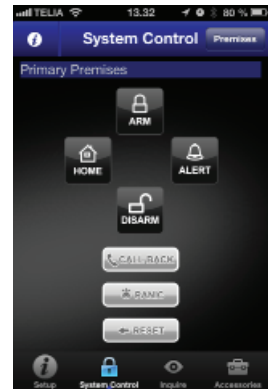 TELIA 13.32 80 %
System Control Premises
Primary Premises
ARM
HOME ALERT
DISARM
CALL BACK
PANIC
RESET
Setup System Control Inquire Accessories